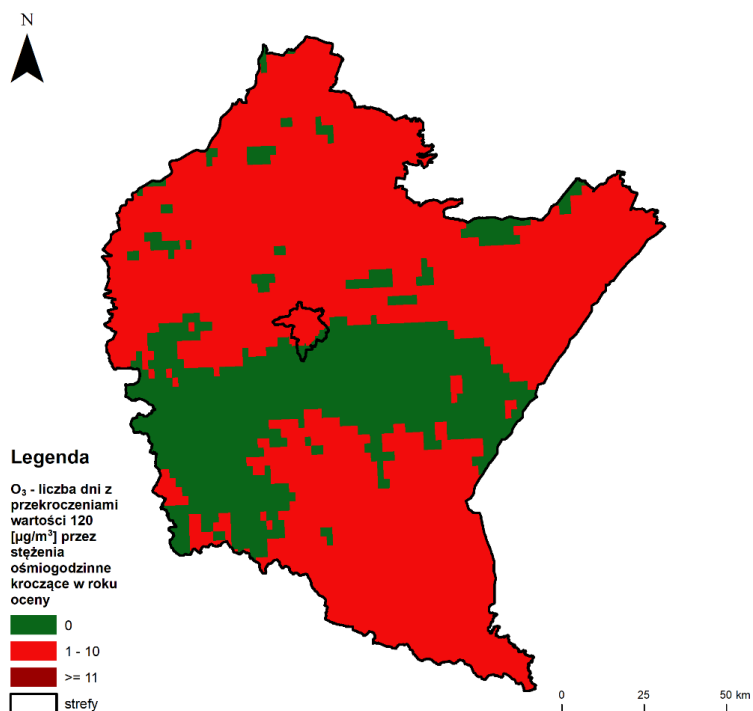 N
Legenda
O₃ - liczba dni z
przekroczeniami
wartości 120
[µg/m³] przez
stężenia
ośmiogodzinne
kroczące w roku
oceny
0
1 - 10
>= 11
strefy
0 25 50 km